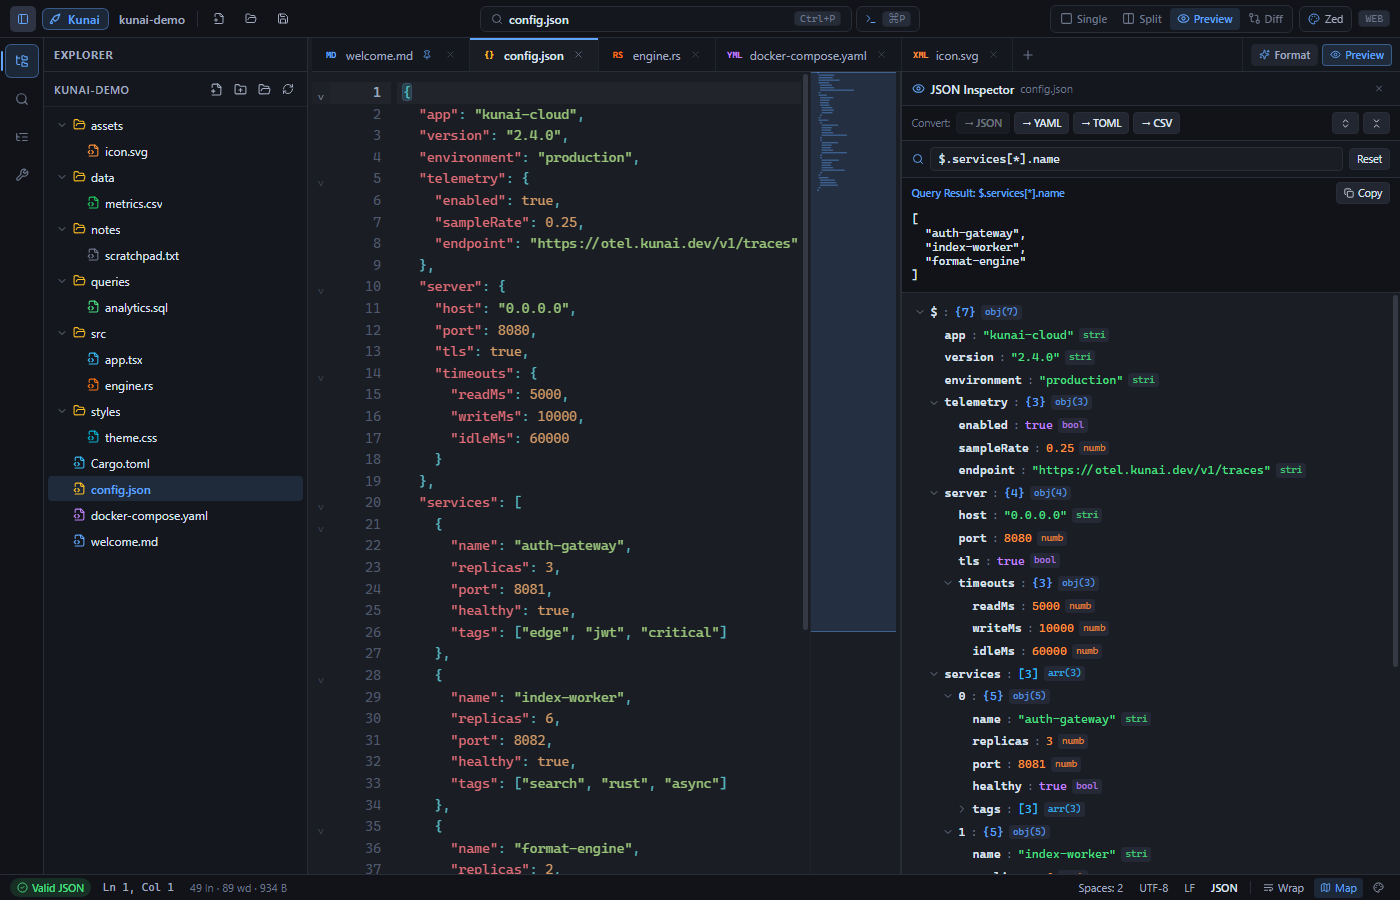 Kunai kunai-demo config.json Ctrl+P ⌘P Single Split Preview Diff Zed WEB
EXPLORER
KUNAI-DEMO
assets
icon.svg
data
metrics.csv
notes
scratchpad.txt
queries
analytics.sql
src
app.tsx
engine.rs
styles
theme.css
Cargo.toml
config.json
docker-compose.yaml
welcome.md
MD welcome.md {} config.json RS engine.rs YML docker-compose.yaml XML icon.svg Format Preview
1 {
2 "app": "kunai-cloud",
3 "version": "2.4.0",
4 "environment": "production",
5 "telemetry": {
6 "enabled": true,
7 "sampleRate": 0.25,
8 "endpoint": "https://otel.kunai.dev/v1/traces"
9 },
10 "server": {
11 "host": "0.0.0.0",
12 "port": 8080,
13 "tls": true,
14 "timeouts": {
15 "readMs": 5000,
16 "writeMs": 10000,
17 "idleMs": 60000
18 }
19 },
20 "services": [
21 {
22 "name": "auth-gateway",
23 "replicas": 3,
24 "port": 8081,
25 "healthy": true,
26 "tags": ["edge", "jwt", "critical"]
27 },
28 {
29 "name": "index-worker",
30 "replicas": 6,
31 "port": 8082,
32 "healthy": true,
33 "tags": ["search", "rust", "async"]
34 },
35 {
36 "name": "format-engine",
37 "replicas": 2,
JSON Inspector config.json
Convert: → JSON → YAML → TOML → CSV
$.services[*].name Reset
Query Result: $.services[*].name Copy
[
"auth-gateway",
"index-worker",
"format-engine"
]
$ : {7} obj(7)
app : "kunai-cloud" stri
version : "2.4.0" stri
environment : "production" stri
telemetry : {3} obj(3)
enabled : true bool
sampleRate : 0.25 numb
endpoint : "https://otel.kunai.dev/v1/traces" stri
server : {4} obj(4)
host : "0.0.0.0" stri
port : 8080 numb
tls : true bool
timeouts : {3} obj(3)
readMs : 5000 numb
writeMs : 10000 numb
idleMs : 60000 numb
services : [3] arr(3)
0 : {5} obj(5)
name : "auth-gateway" stri
replicas : 3 numb
port : 8081 numb
healthy : true bool
tags : [3] arr(3)
1 : {5} obj(5)
name : "index-worker" stri
Valid JSON Ln 1, Col 1 49 ln · 89 wd · 934 B Spaces: 2 UTF-8 LF JSON Wrap Map